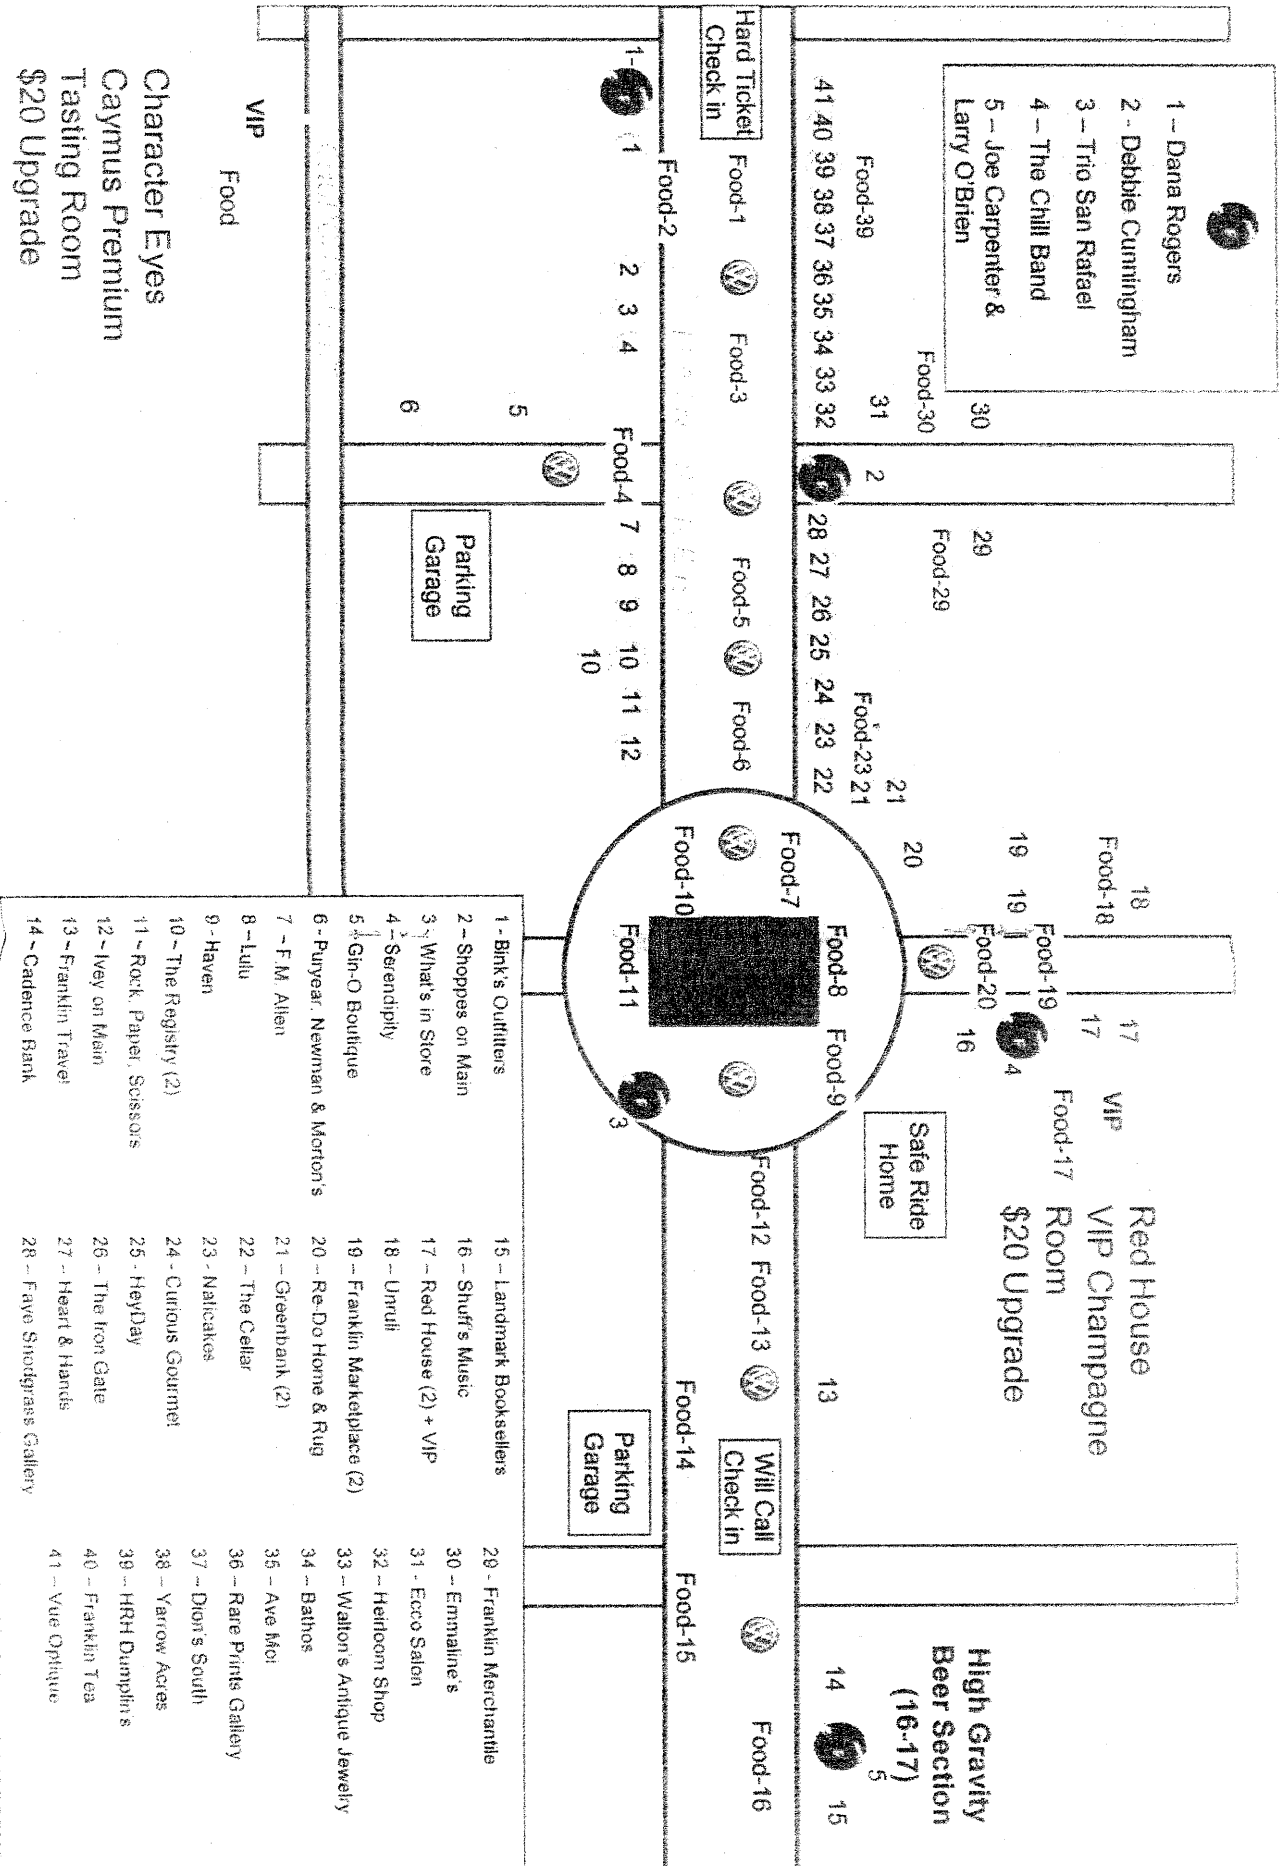 1 – Dana Rogers
2 - Debbie Cunningham
3 – Trio San Rafael
4 – The Chill Band
5 – Joe Carpenter &
Larry O'Brien
30
Food-30
31
Food-39
41 40 39 38 37 36 35 34 33 32
2
29
Food-29
28 27 26 25 24 23 22
Food-23 21
21
20
19
19
18
Food-18
Food-19
Food-20
17
17
4
16
VIP
Food-17
Red House
VIP Champagne
Room
$20 Upgrade
Safe Ride
Home
High Gravity
Beer Section
(16-17)
13
14
5
15
Hard Ticket
Check in
Food-1
Food-3
Food-5
Food-6
Food-7
Food-8
Food-9
Food-10
Food-11
3
Food-12 Food-13
Will Call
Check in
Food-16
Food-14
Food-15
Food-2
1-
1
2 3 4
Food-4
7 8 9 10 11 12
10
5
6
Parking
Garage
Parking
Garage
VIP
Food
Character Eyes
Caymus Premium
Tasting Room
$20 Upgrade
1 - Bink's Outfitters
2 – Shoppes on Main
3 - What's in Store
4 – Serendipity
5 - Gin-O Boutique
6 - Puryear, Newman & Morton's
7 – F.M. Allen
8 – Lulu
9 - Haven
10 – The Registry (2)
11 - Rock, Paper, Scissors
12 – Ivey on Main
13 – Franklin Travel
14 – Cadence Bank
15 – Landmark Booksellers
16 – Shuff's Music
17 – Red House (2) + VIP
18 – Unruli
19 – Franklin Marketplace (2)
20 – Re-Do Home & Rug
21 – Greenbank (2)
22 – The Cellar
23 - Naticakes
24 - Curious Gourmet
25 - HeyDay
26 – The Iron Gate
27 – Heart & Hands
28 – Faye Snodgrass Gallery
29 - Franklin Merchantile
30 – Emmaline's
31 - Ecco Salon
32 – Heirloom Shop
33 – Walton's Antique Jewelry
34 – Bathos
35 – Ave Moi
36 – Rare Prints Gallery
37 – Dion's South
38 – Yarrow Acres
39 – HRH Dumplin's
40 – Franklin Tea
41 – Vue Optique